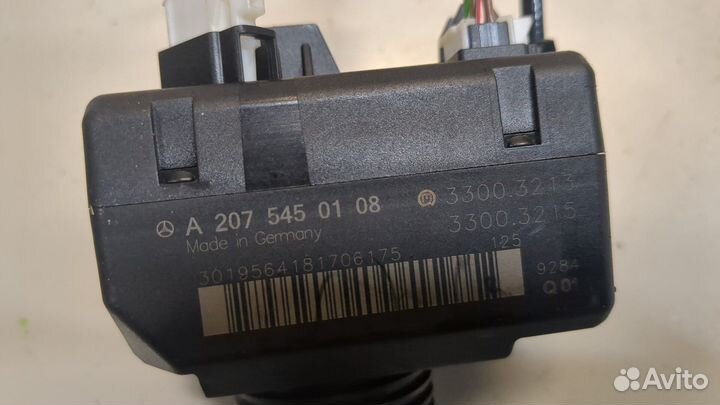 A 207 545 01 08
Made in Germany
3300.3213
3300.3215
3019564181706175
125
9284
Q01
Avito